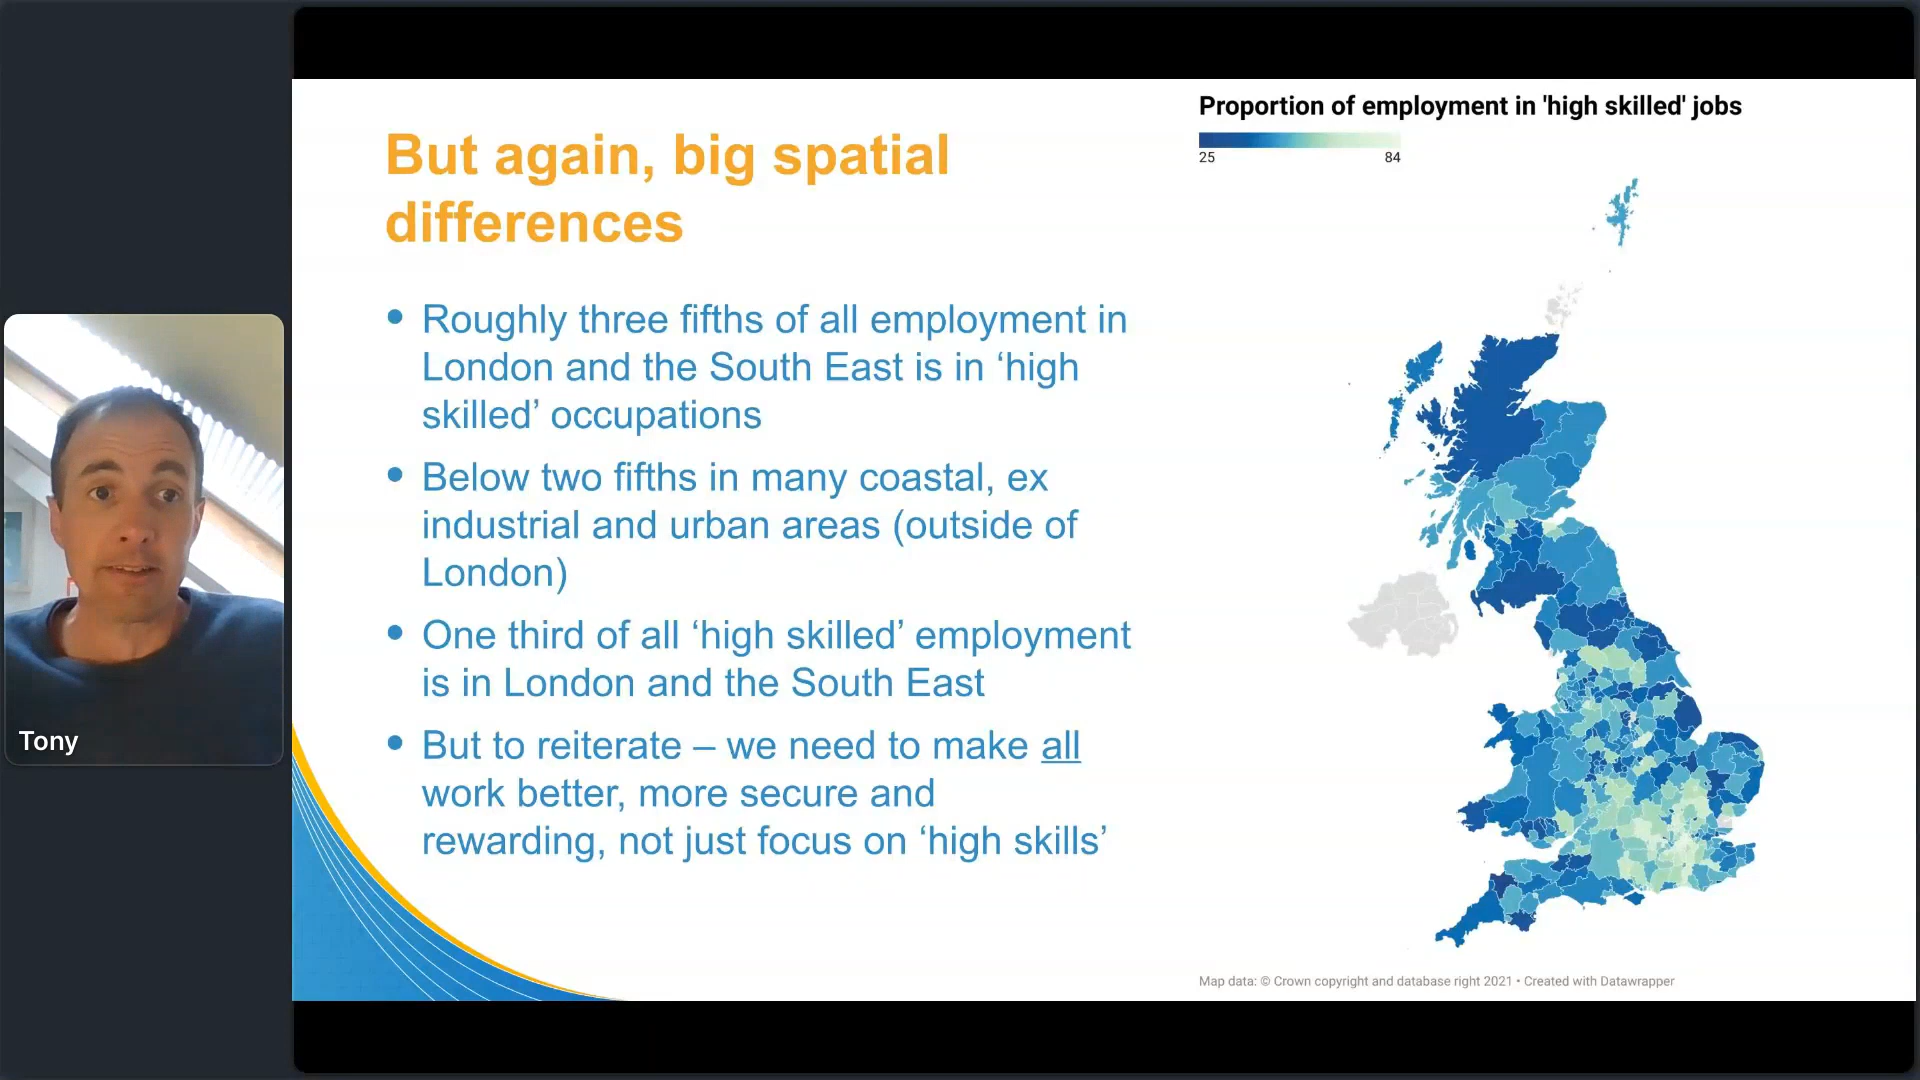 But again, big spatial
differences
Roughly three fifths of all employment in
London and the South East is in ‘high
skilled’ occupations
Below two fifths in many coastal, ex
industrial and urban areas (outside of
London)
One third of all ‘high skilled’ employment
is in London and the South East
But to reiterate – we need to make all
work better, more secure and
rewarding, not just focus on ‘high skills’
Proportion of employment in 'high skilled' jobs
25 84
Map data: © Crown copyright and database right 2021 • Created with Datawrapper
Tony